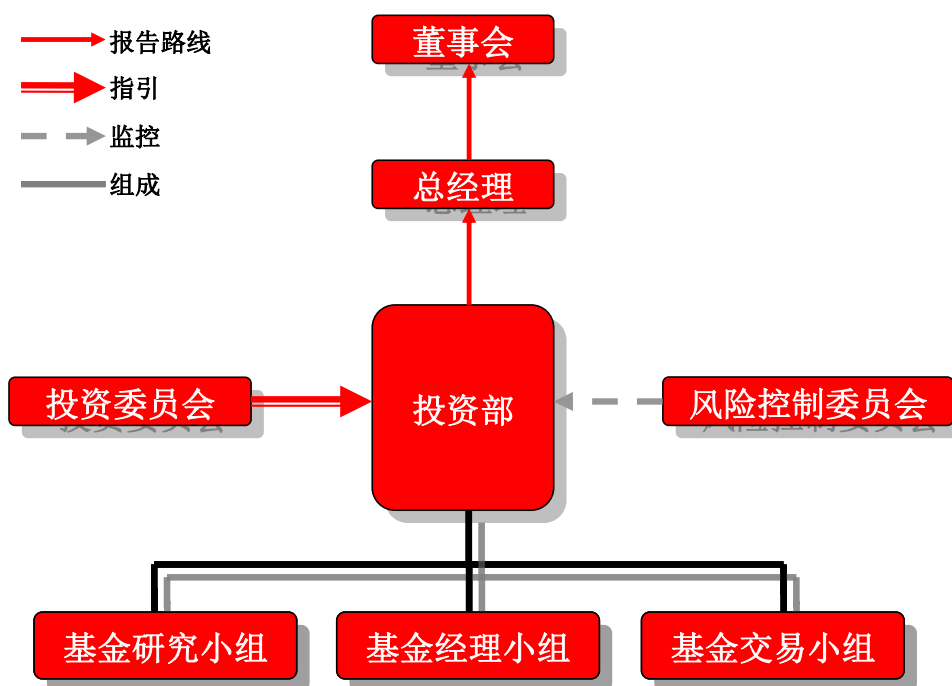 报告路线
指引
监控
组成
董事会
总经理
投资委员会
投资部
风险控制委员会
基金研究小组
基金经理小组
基金交易小组